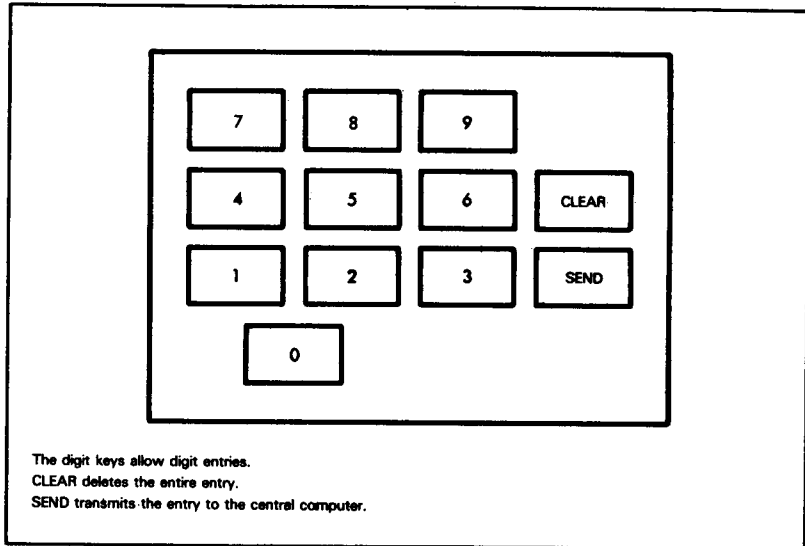 7 8 9
4 5 6 CLEAR
1 2 3 SEND
0
The digit keys allow digit entries.
CLEAR deletes the entire entry.
SEND transmits the entry to the central computer.